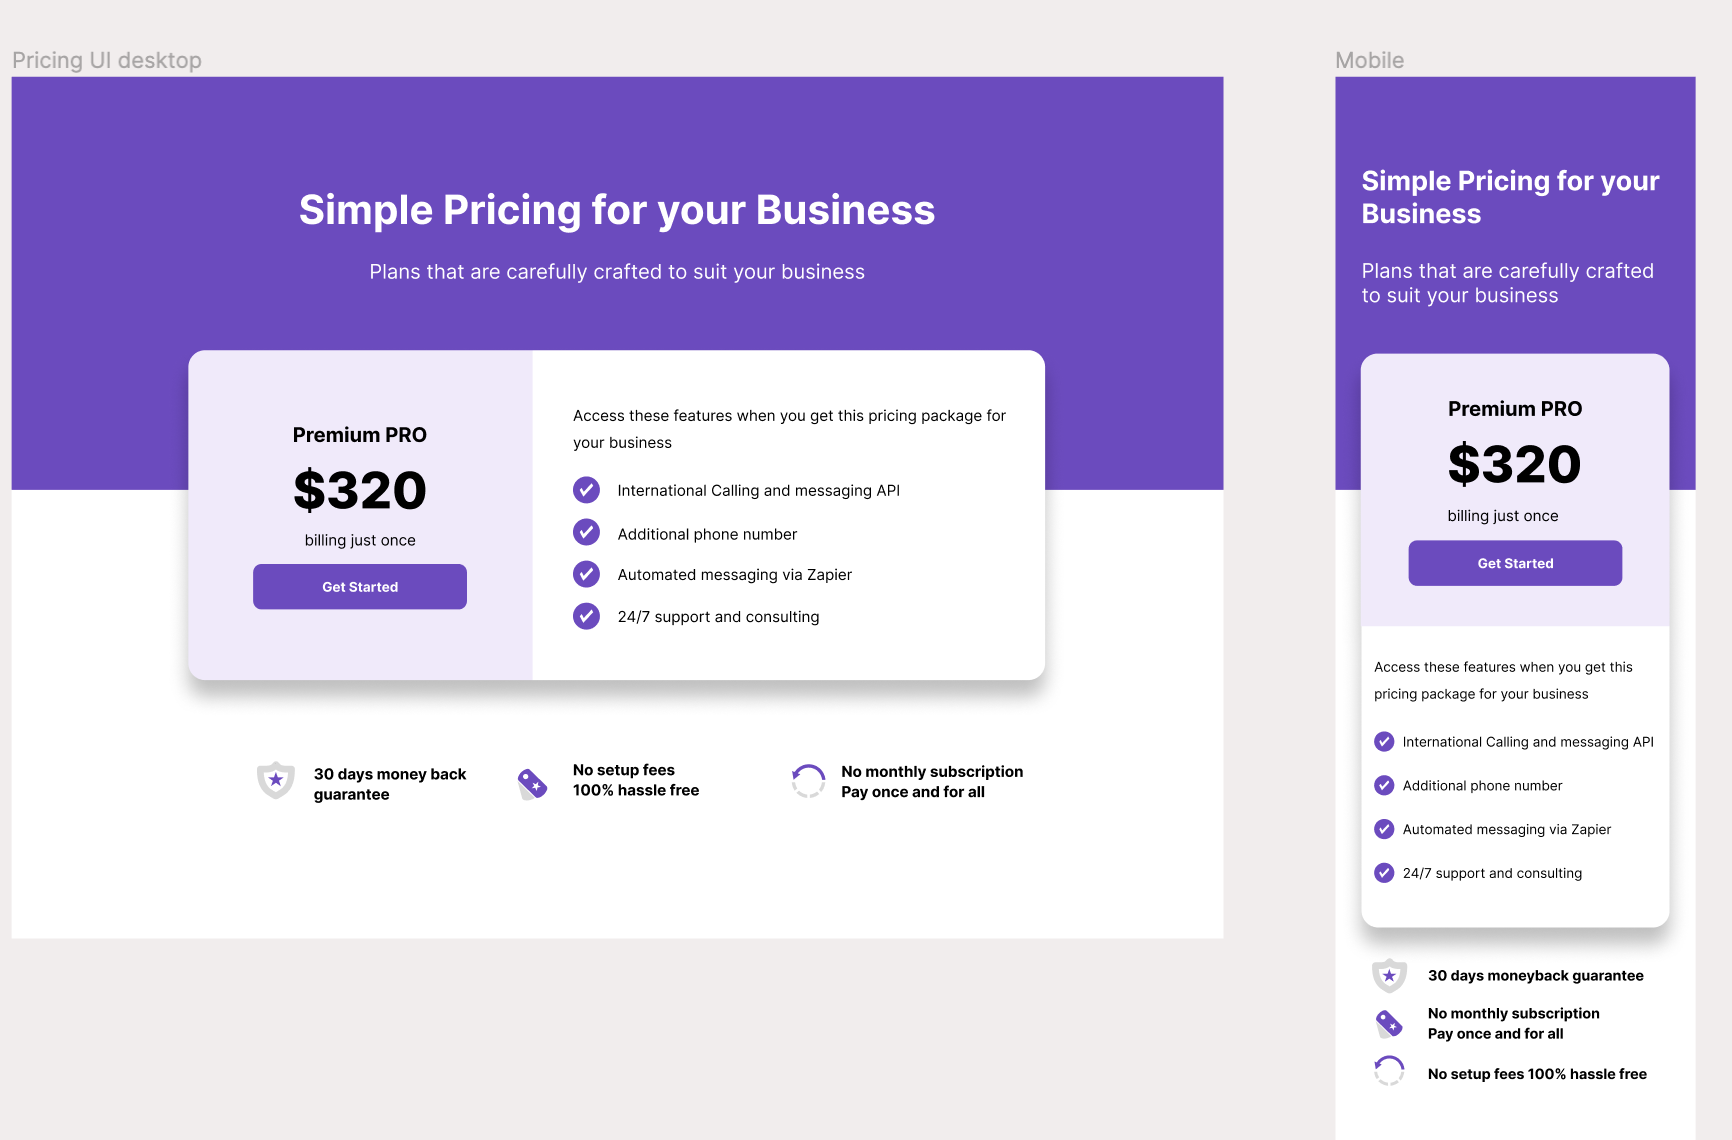 Pricing UI desktop
Simple Pricing for your Business
Plans that are carefully crafted to suit your business
Premium PRO
$320
billing just once
Get Started
Access these features when you get this pricing package for
your business
International Calling and messaging API
Additional phone number
Automated messaging via Zapier
24/7 support and consulting
30 days money back
guarantee
No setup fees
100% hassle free
No monthly subscription
Pay once and for all
Mobile
Simple Pricing for your
Business
Plans that are carefully crafted
to suit your business
Premium PRO
$320
billing just once
Get Started
Access these features when you get this
pricing package for your business
International Calling and messaging API
Additional phone number
Automated messaging via Zapier
24/7 support and consulting
30 days moneyback guarantee
No monthly subscription
Pay once and for all
No setup fees 100% hassle free